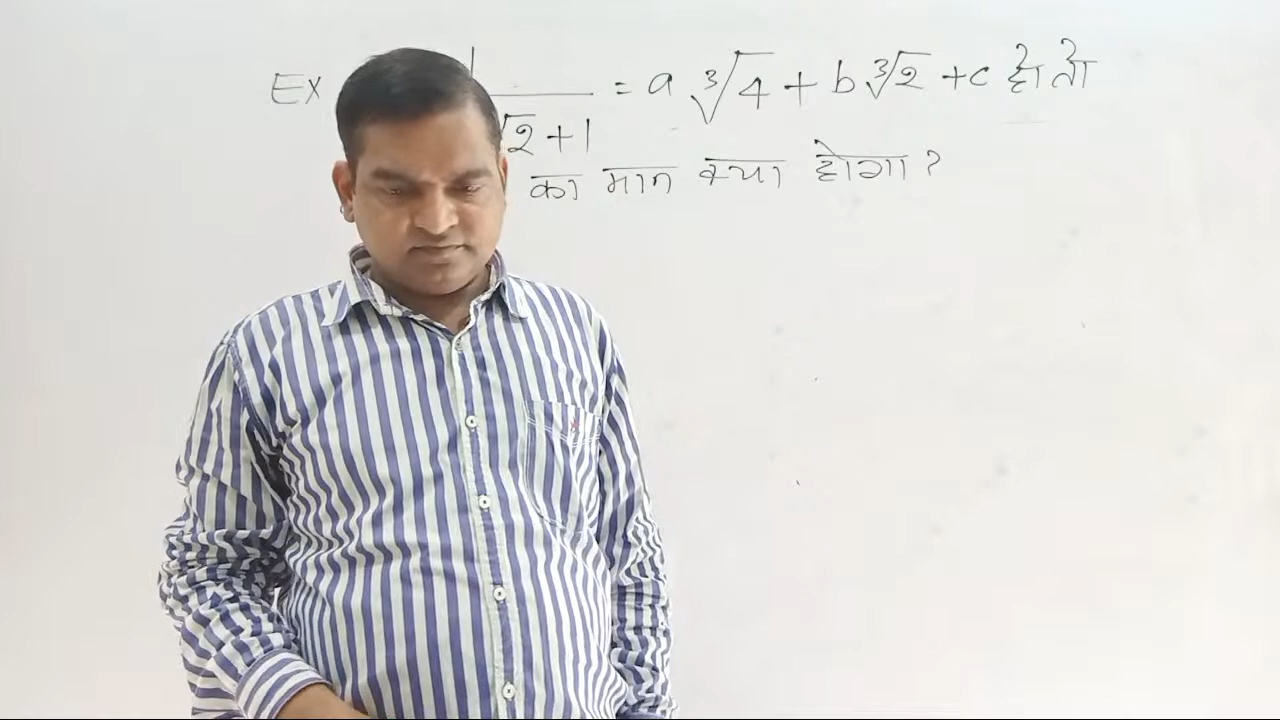 Ex 1 = a ∛4 + b ∛2 + c हो तो
√2 + 1
का मान क्या होगा ?